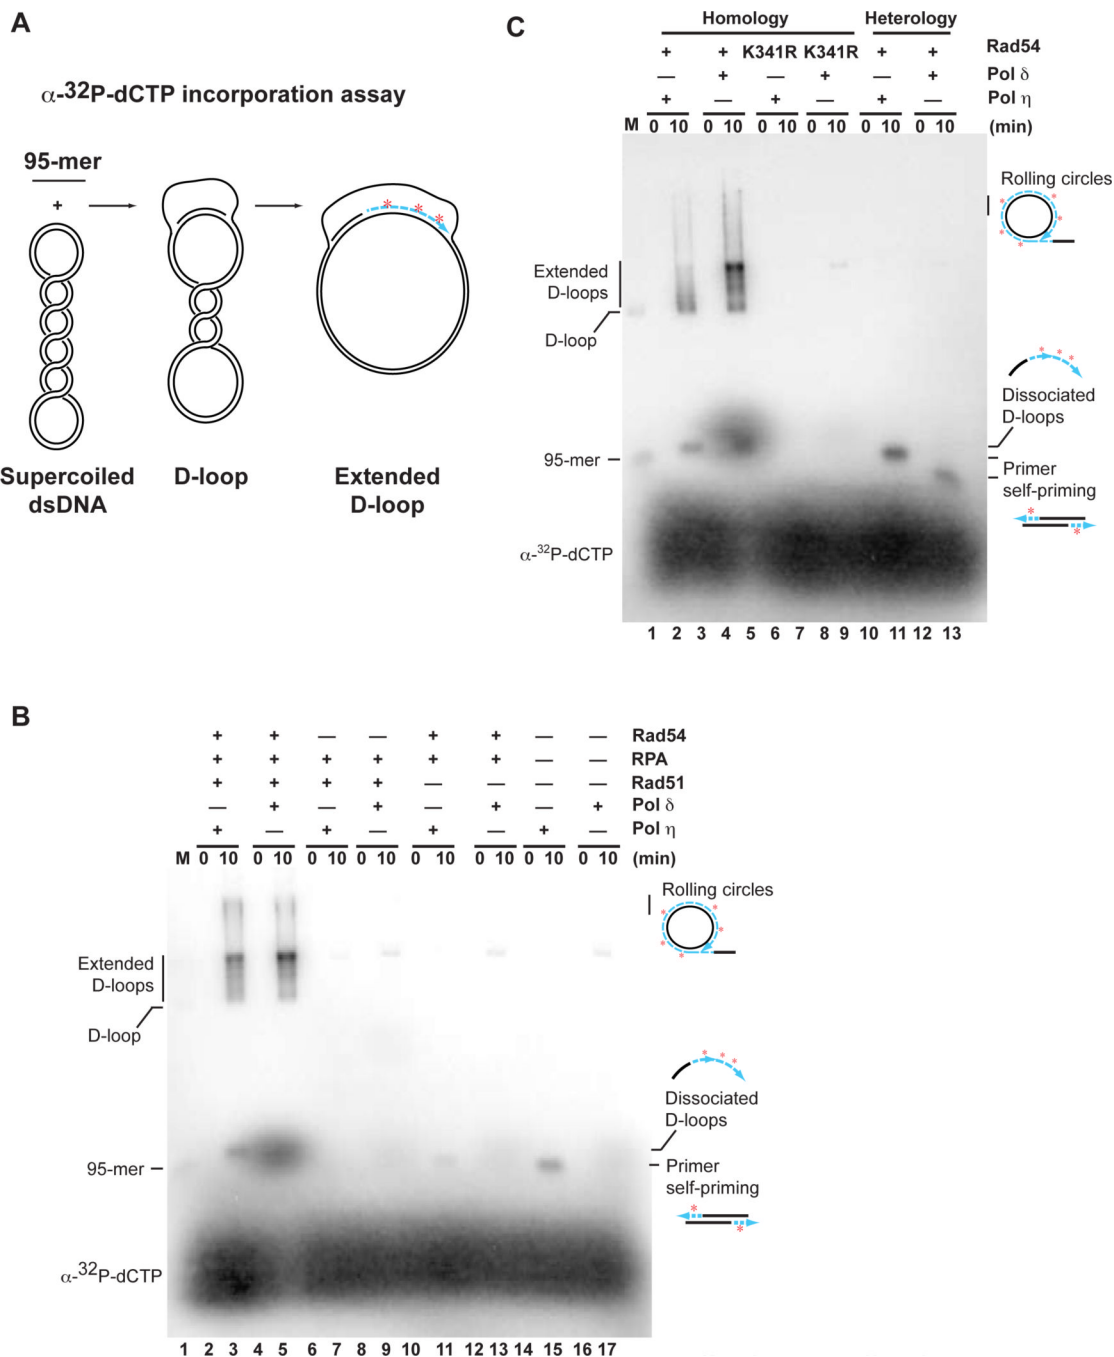 A
α-³²P-dCTP incorporation assay
95-mer
+
Supercoiled
dsDNA
D-loop
Extended
D-loop
C
Homology Heterology
+ + K341R K341R + + Rad54
— + — + — + Pol δ
+ — + — + — Pol η
M 0 10 0 10 0 10 0 10 0 10 0 10 (min)
Rolling circles
Extended
D-loops
D-loop
Dissociated
D-loops
95-mer
Primer
self-priming
α-³²P-dCTP
1 2 3 4 5 6 7 8 9 10 11 12 13
B
+ + — — + + — — Rad54
+ + + + + + — — RPA
+ + + + — — — — Rad51
— + — + — + — + Pol δ
+ — + — + — + — Pol η
M 0 10 0 10 0 10 0 10 0 10 0 10 0 10 0 10 (min)
Rolling circles
Extended
D-loops
D-loop
Dissociated
D-loops
95-mer
Primer
self-priming
α-³²P-dCTP
1 2 3 4 5 6 7 8 9 10 11 12 13 14 15 16 17